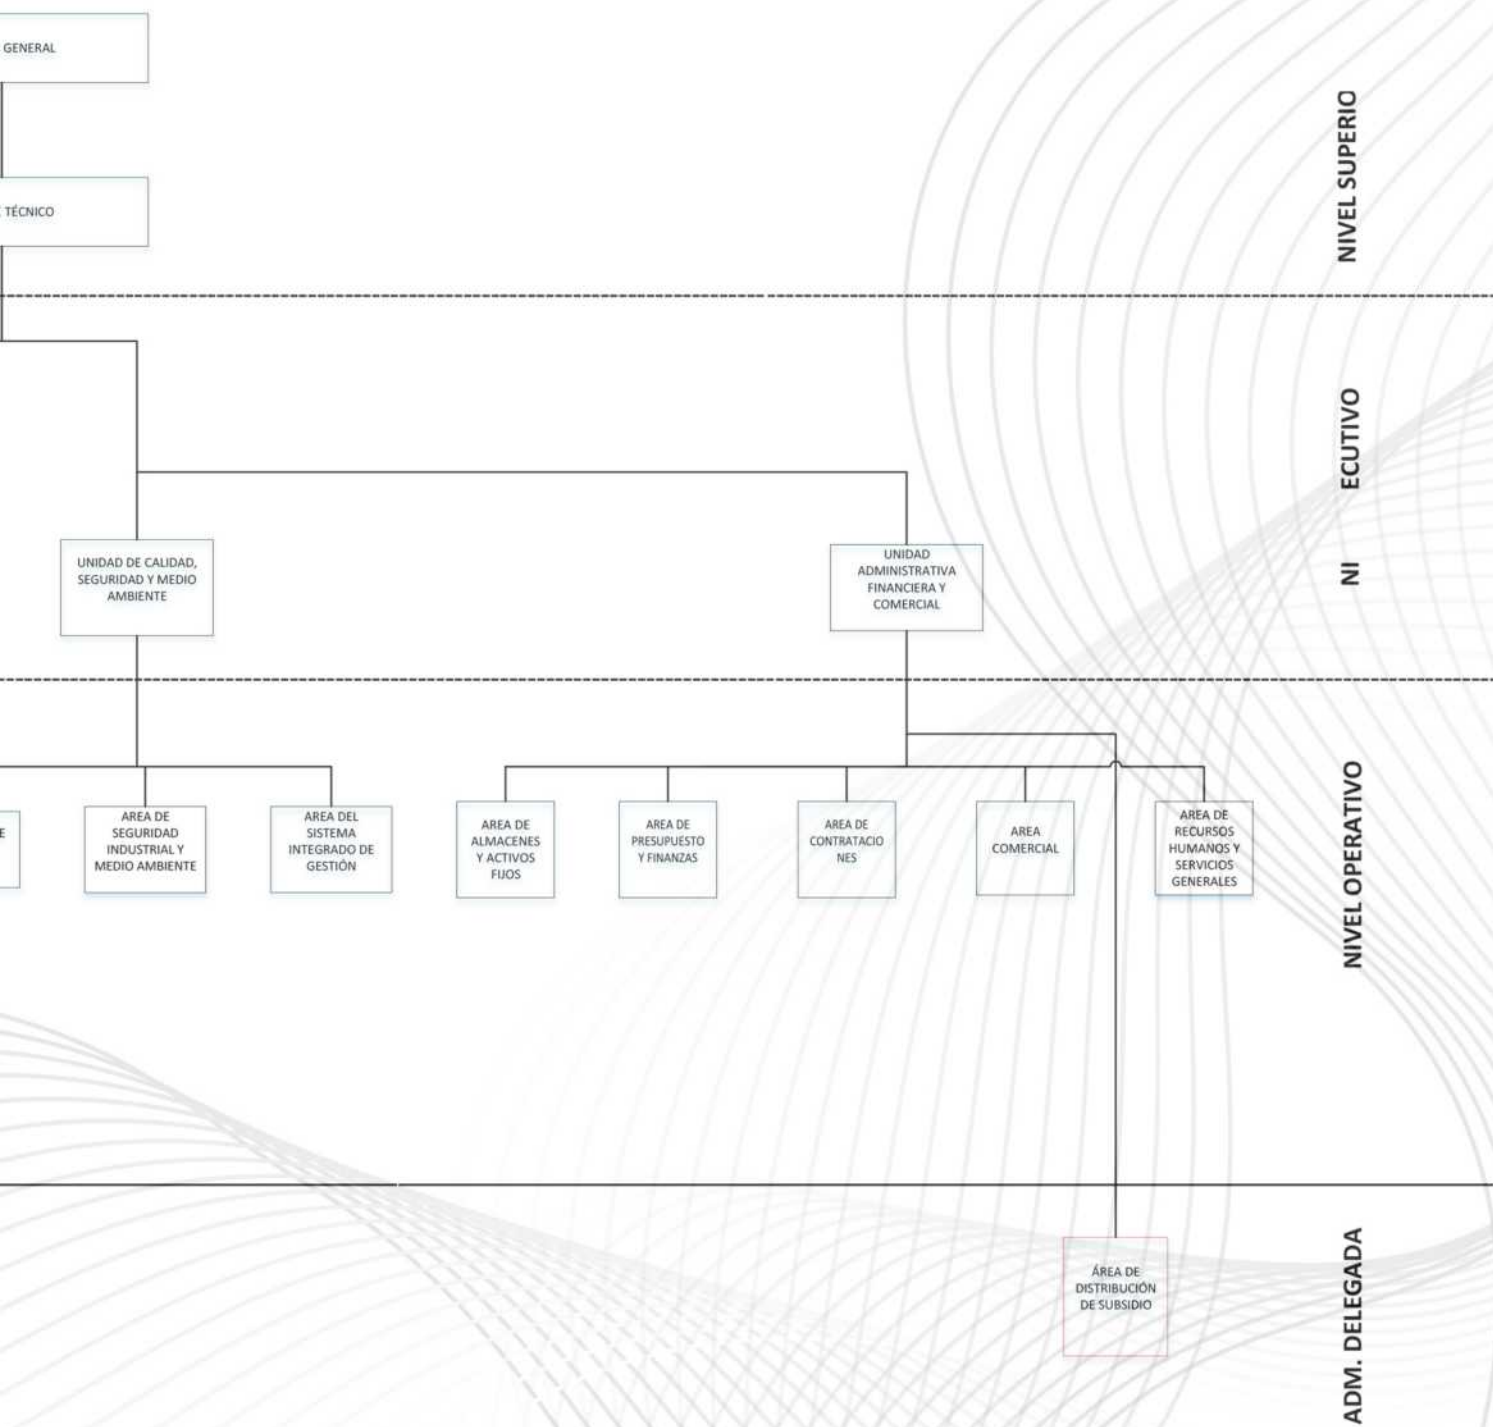 GENERAL
TÉCNICO
NIVEL SUPERIO
ECUTIVO
NI
UNIDAD DE CALIDAD,
SEGURIDAD Y MEDIO
AMBIENTE
UNIDAD
ADMINISTRATIVA
FINANCIERA Y
COMERCIAL
E
AREA DE
SEGURIDAD
INDUSTRIAL Y
MEDIO AMBIENTE
AREA DEL
SISTEMA
INTEGRADO DE
GESTIÓN
AREA DE
ALMACENES
Y ACTIVOS
FIJOS
AREA DE
PRESUPUESTO
Y FINANZAS
AREA DE
CONTRATACIO
NES
AREA
COMERCIAL
AREA DE
RECURSOS
HUMANOS Y
SERVICIOS
GENERALES
NIVEL OPERATIVO
ÁREA DE
DISTRIBUCIÓN
DE SUBSIDIO
ADM. DELEGADA